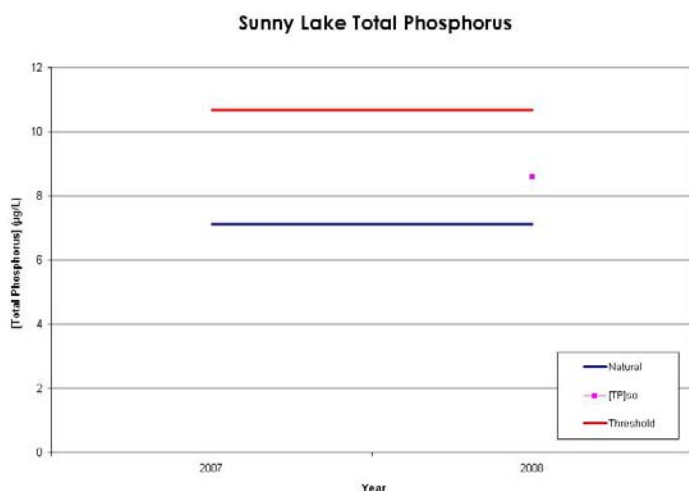 Sunny Lake Total Phosphorus
12
10
8
6
4
2
0
[Total Phosphorus] (µg/L)
2007
2008
Year
Natural
[TP]so
Threshold